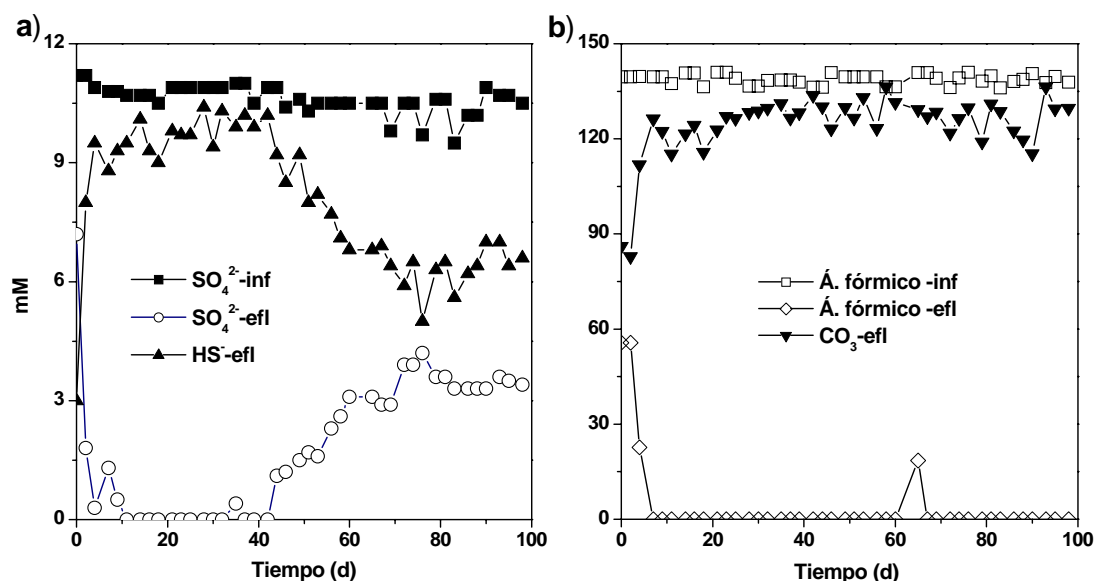 a)
12
9
6
3
0
mM
SO₄²⁻-inf
SO₄²⁻-efl
HS⁻-efl
0 20 40 60 80 100
Tiempo (d)
b)
150
120
90
60
30
0
Á. fórmico -inf
Á. fórmico -efl
CO₃-efl
0 20 40 60 80 100
Tiempo (d)